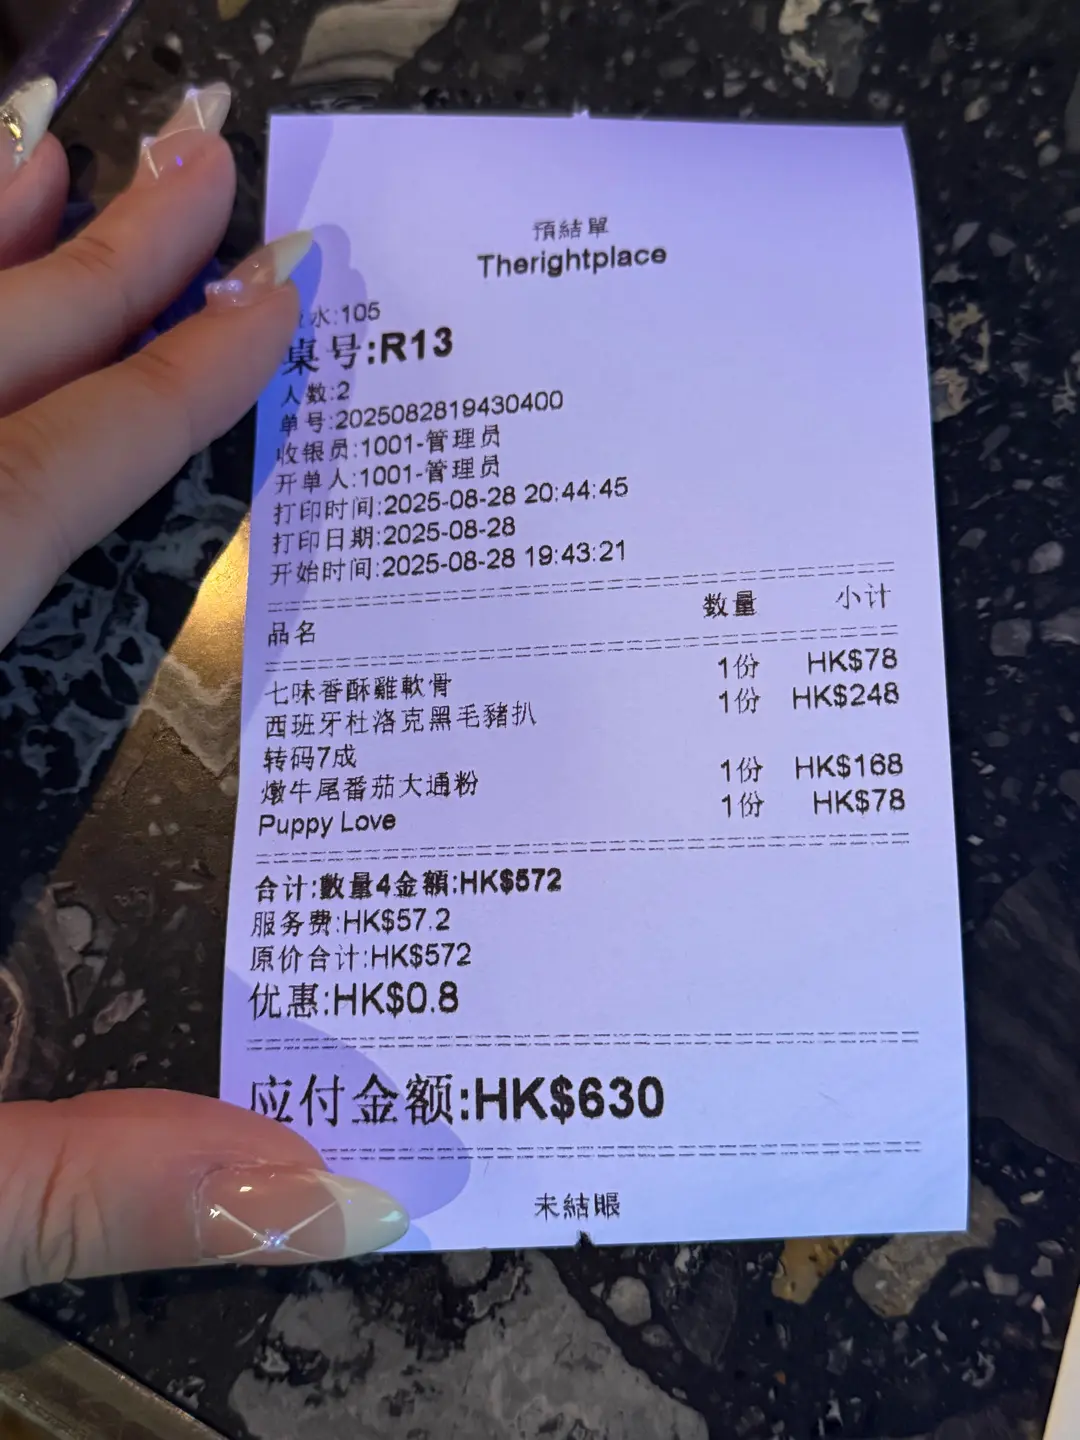 預結單
Therightplace
水:105
桌号:R13
人数:2
单号:2025082819430400
收银员:1001-管理员
开单人:1001-管理员
打印时间:2025-08-28 20:44:45
打印日期:2025-08-28
开始时间:2025-08-28 19:43:21
品名 数量 小计
七味香酥雞軟骨 1份 HK$78
西班牙杜洛克黑毛豬扒 1份 HK$248
转码7成
燉牛尾番茄大通粉 1份 HK$168
Puppy Love 1份 HK$78
合计:數量4金額:HK$572
服务费:HK$57.2
原价合计:HK$572
优惠:HK$0.8
应付金额:HK$630
未結賬